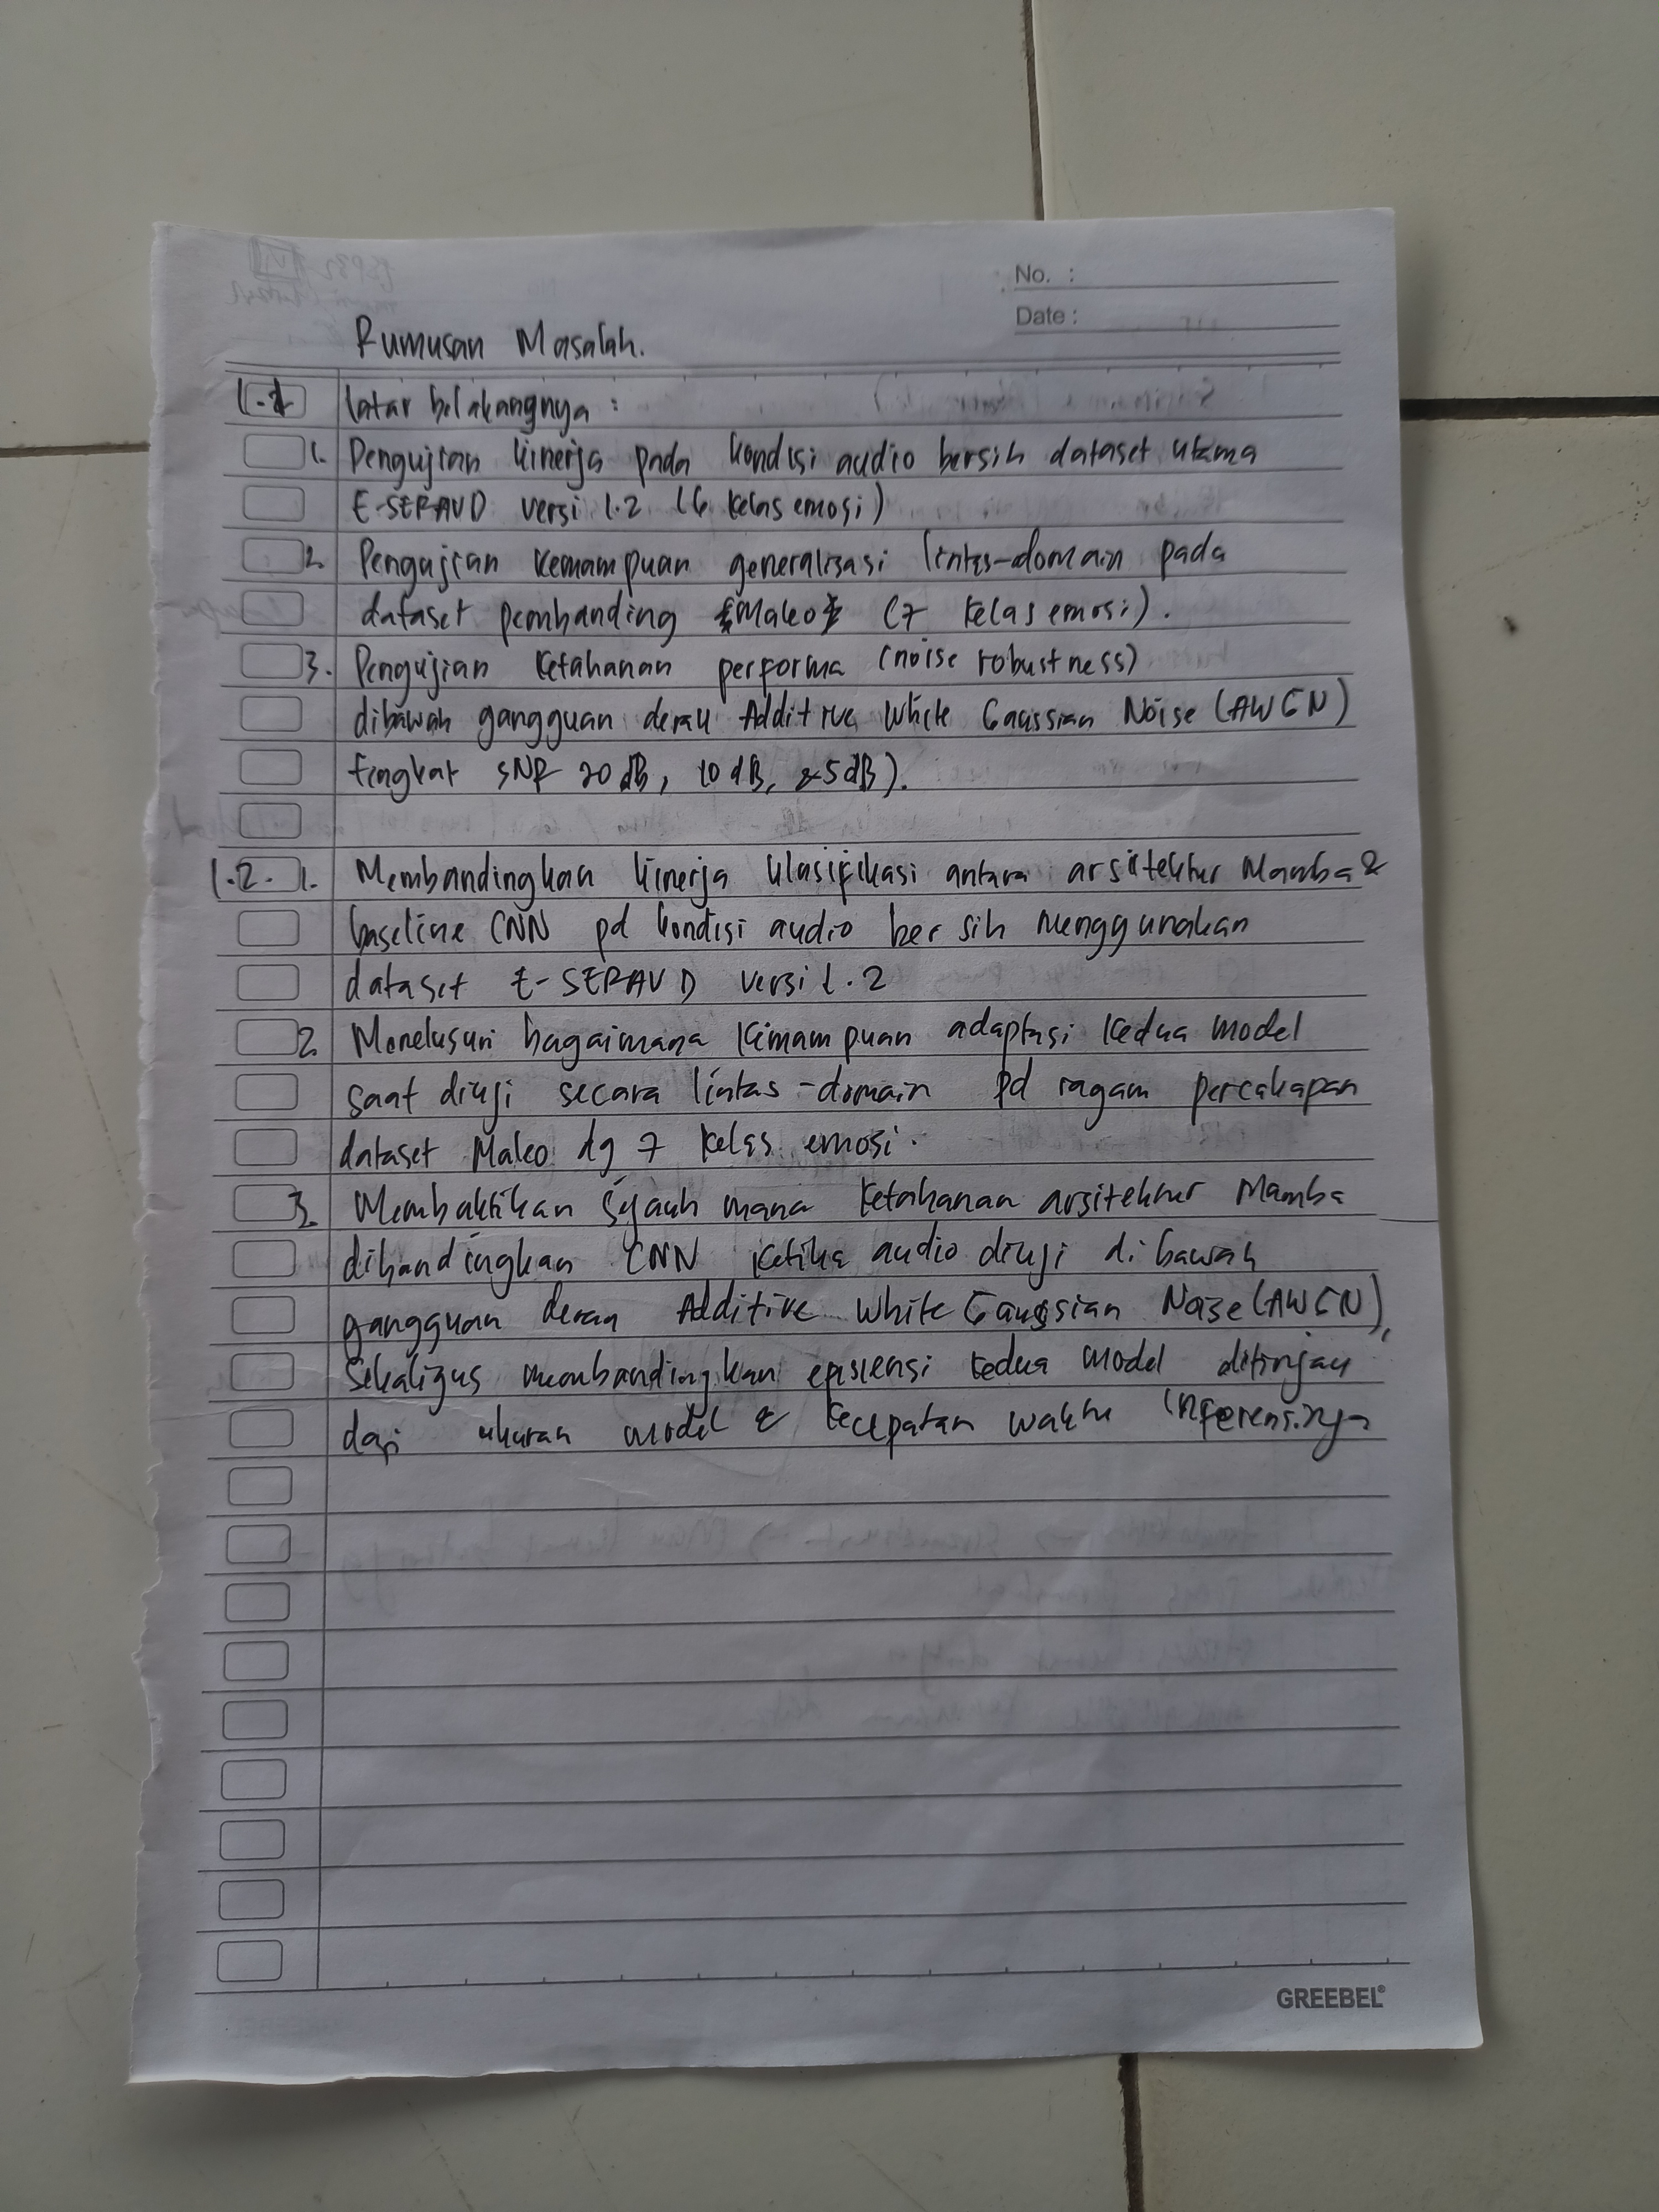 No. :
Date :
Rumusan Masalah.
1.1 latar belakangnya :
1. Pengujian kinerja pada kondisi audio bersih dataset utama
E-SERAVD versi 1.2 (6 kelas emosi)
2. Pengujian kemampuan generalisasi lintas-domain pada
dataset pembanding Maleo (7 kelas emosi).
3. Pengujian ketahanan performa (noise robustness)
dibawah gangguan derau Additive White Gaussian Noise (AWGN)
tingkat SNR 20 dB, 10 dB, & 5 dB).
1.2. 1. Membandingkan kinerja klasifikasi antara arsitektur Mamba &
baseline CNN pd kondisi audio bersih menggunakan
dataset E-SERAVD versi 1.2
2. Menelusuri bagaimana kemampuan adaptasi kedua model
saat diuji secara lintas-domain pd ragam percakapan
dataset Maleo dg 7 kelas emosi.
3. Membuktikan sejauh mana ketahanan arsitektur Mamba
dibandingkan CNN ketika audio diuji dibawah
gangguan derau Additive White Gaussian Noise (AWGN),
sekaligus membandingkan efisiensi kedua model ditinjau
dari ukuran model & kecepatan waktu inferensinya
GREEBEL®